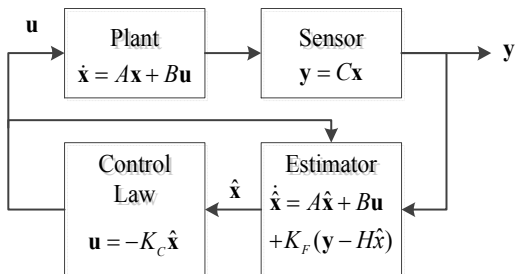 u
Plant
ẋ = Ax + Bu
Sensor
y = Cx
y
Control
Law
u = −K_C x̂
x̂
Estimator
x̂̇ = Ax̂ + Bu
+K_F(y − Hx̂)